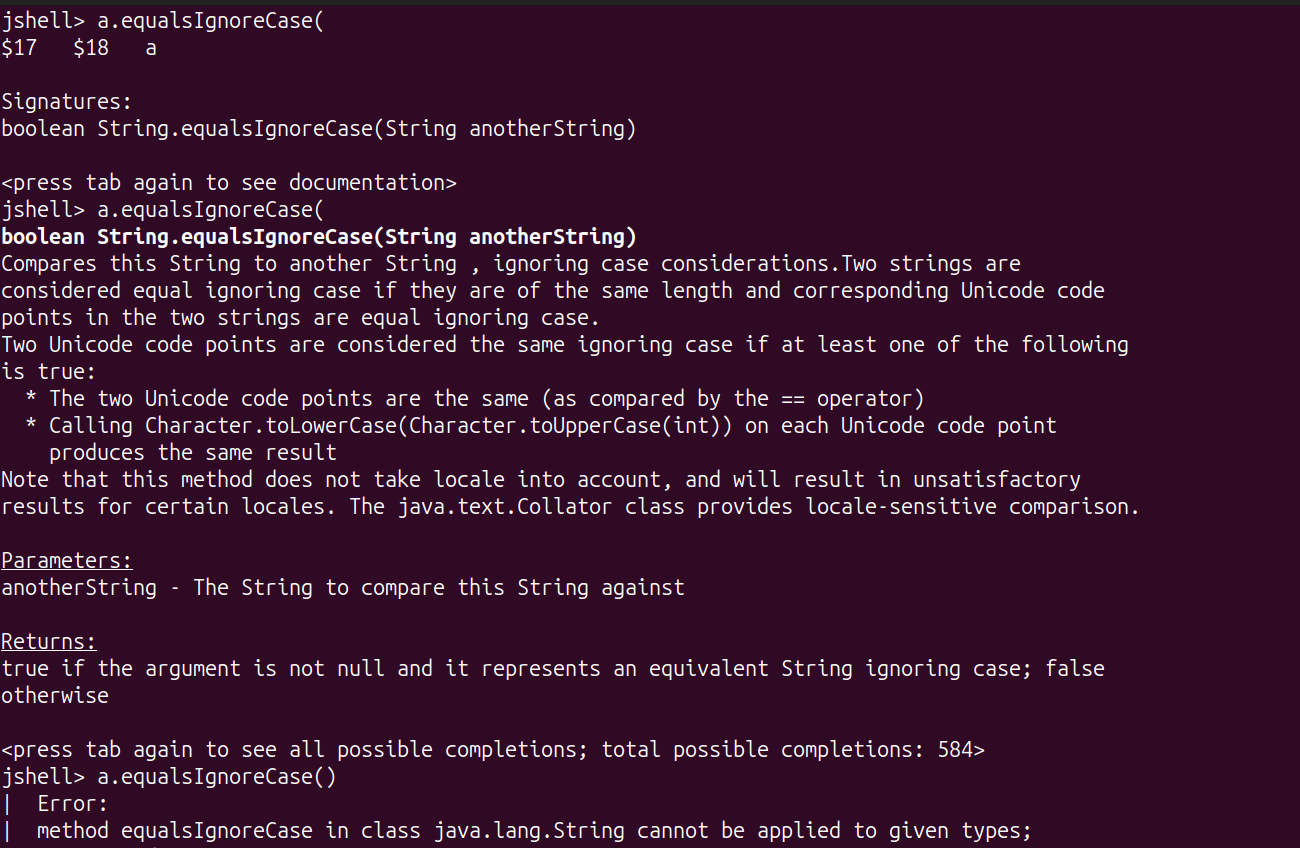 jshell> a.equalsIgnoreCase(
$17   $18   a
Signatures:
boolean String.equalsIgnoreCase(String anotherString)
<press tab again to see documentation>
jshell> a.equalsIgnoreCase(
boolean String.equalsIgnoreCase(String anotherString)
Compares this String to another String , ignoring case considerations.Two strings are
considered equal ignoring case if they are of the same length and corresponding Unicode code
points in the two strings are equal ignoring case.
Two Unicode code points are considered the same ignoring case if at least one of the following
is true:
  * The two Unicode code points are the same (as compared by the == operator)
  * Calling Character.toLowerCase(Character.toUpperCase(int)) on each Unicode code point
    produces the same result
Note that this method does not take locale into account, and will result in unsatisfactory
results for certain locales. The java.text.Collator class provides locale-sensitive comparison.
Parameters:
anotherString - The String to compare this String against
Returns:
true if the argument is not null and it represents an equivalent String ignoring case; false
otherwise
<press tab again to see all possible completions; total possible completions: 584>
jshell> a.equalsIgnoreCase()
|  Error:
|  method equalsIgnoreCase in class java.lang.String cannot be applied to given types;